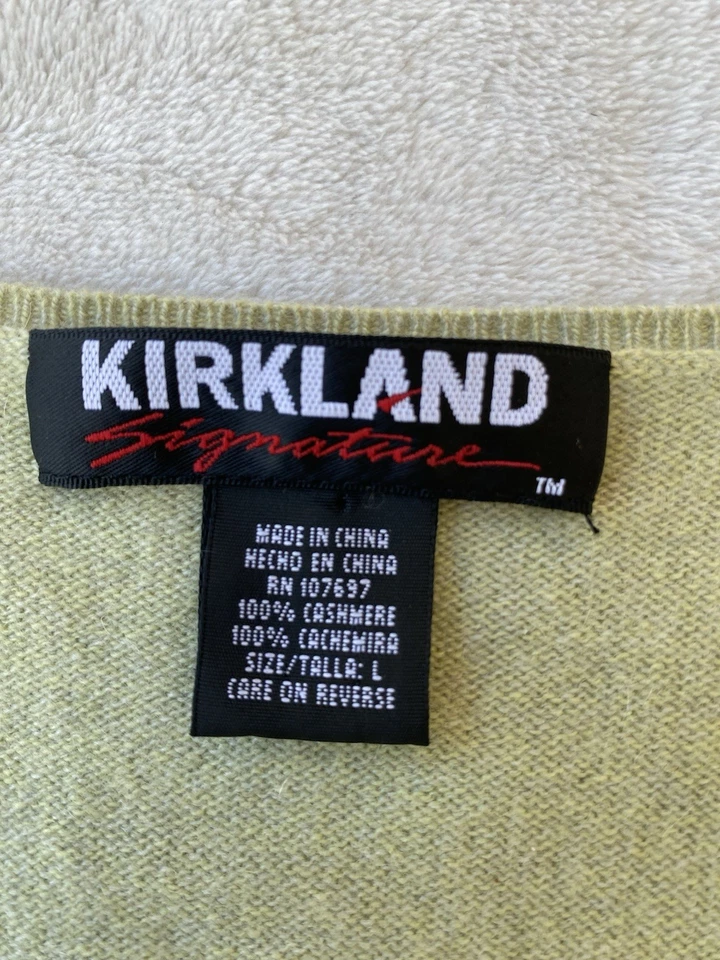 KIRKLAND
Signature
TM
MADE IN CHINA
HECHO EN CHINA
RN 107697
100% CASHMERE
100% CACHEMIRA
SIZE/TALLA: L
CARE ON REVERSE